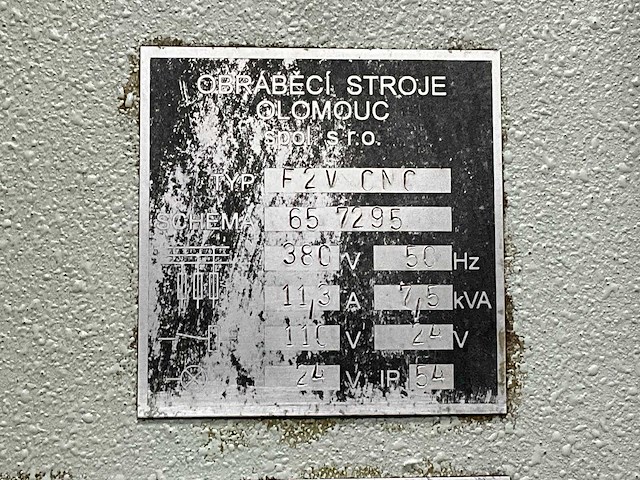 OBRÁBĚCÍ STROJE
OLOMOUC
spol. s r.o.
TYP F2V CNC
SCHEMA 65 7295
380 V 50 Hz
11,3 A 7,5 kVA
110 V 24 V
24 V IP 54